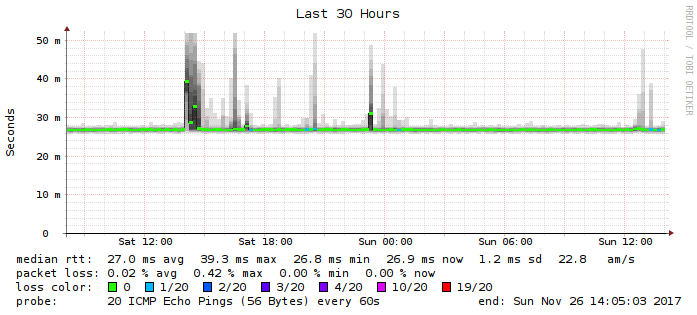 Last 30 Hours
RRDTOOL / TOBI OETIKER
Seconds
50 m
40 m
30 m
20 m
10 m
0
Sat 12:00 Sat 18:00 Sun 00:00 Sun 06:00 Sun 12:00
median rtt: 27.0 ms avg 39.3 ms max 26.8 ms min 26.9 ms now 1.2 ms sd 22.8 am/s
packet loss: 0.02 % avg 0.42 % max 0.00 % min 0.00 % now
loss color: 0 1/20 2/20 3/20 4/20 10/20 19/20
probe: 20 ICMP Echo Pings (56 Bytes) every 60s end: Sun Nov 26 14:05:03 2017